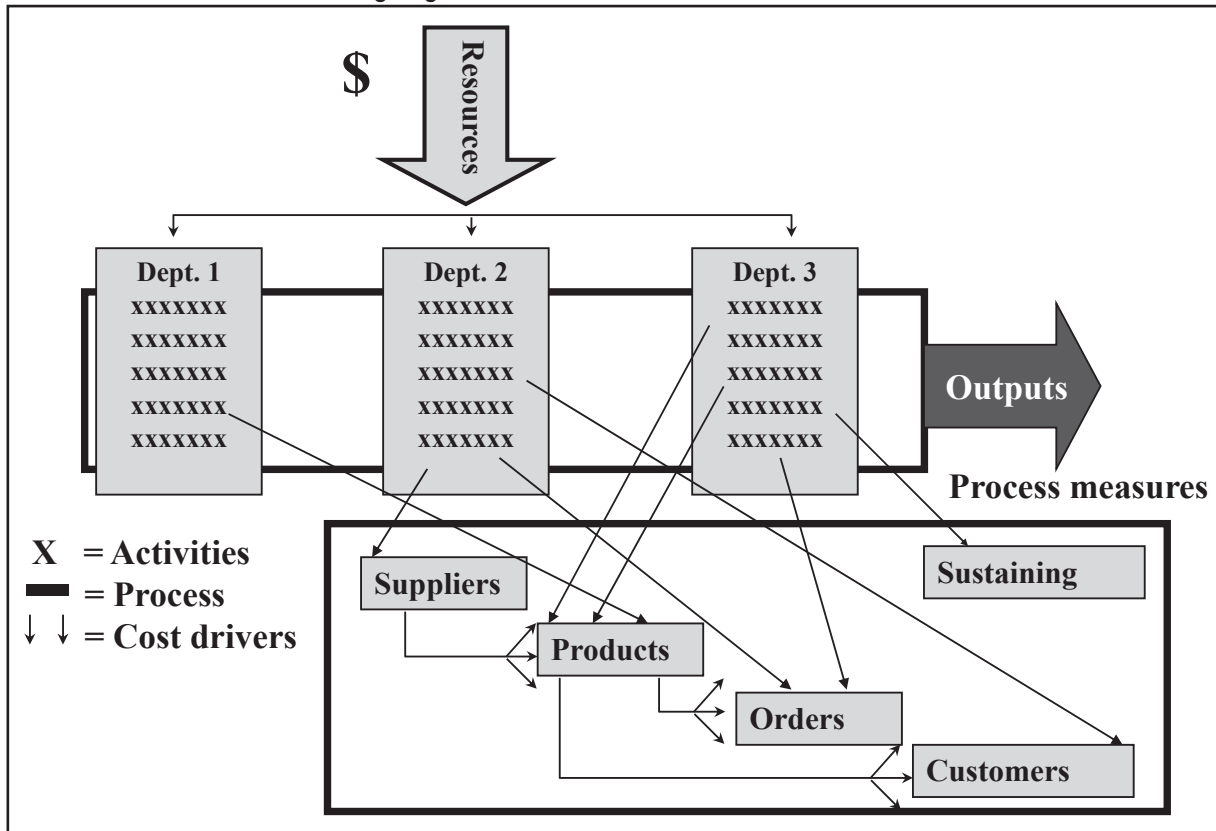 $
Resources
Dept. 1
xxxxxxx
xxxxxxx
xxxxxxx
xxxxxxx
xxxxxxx
Dept. 2
xxxxxxx
xxxxxxx
xxxxxxx
xxxxxxx
xxxxxxx
Dept. 3
xxxxxxx
xxxxxxx
xxxxxxx
xxxxxxx
xxxxxxx
Outputs
Process measures
X = Activities
= Process
= Cost drivers
Suppliers
Sustaining
Products
Orders
Customers